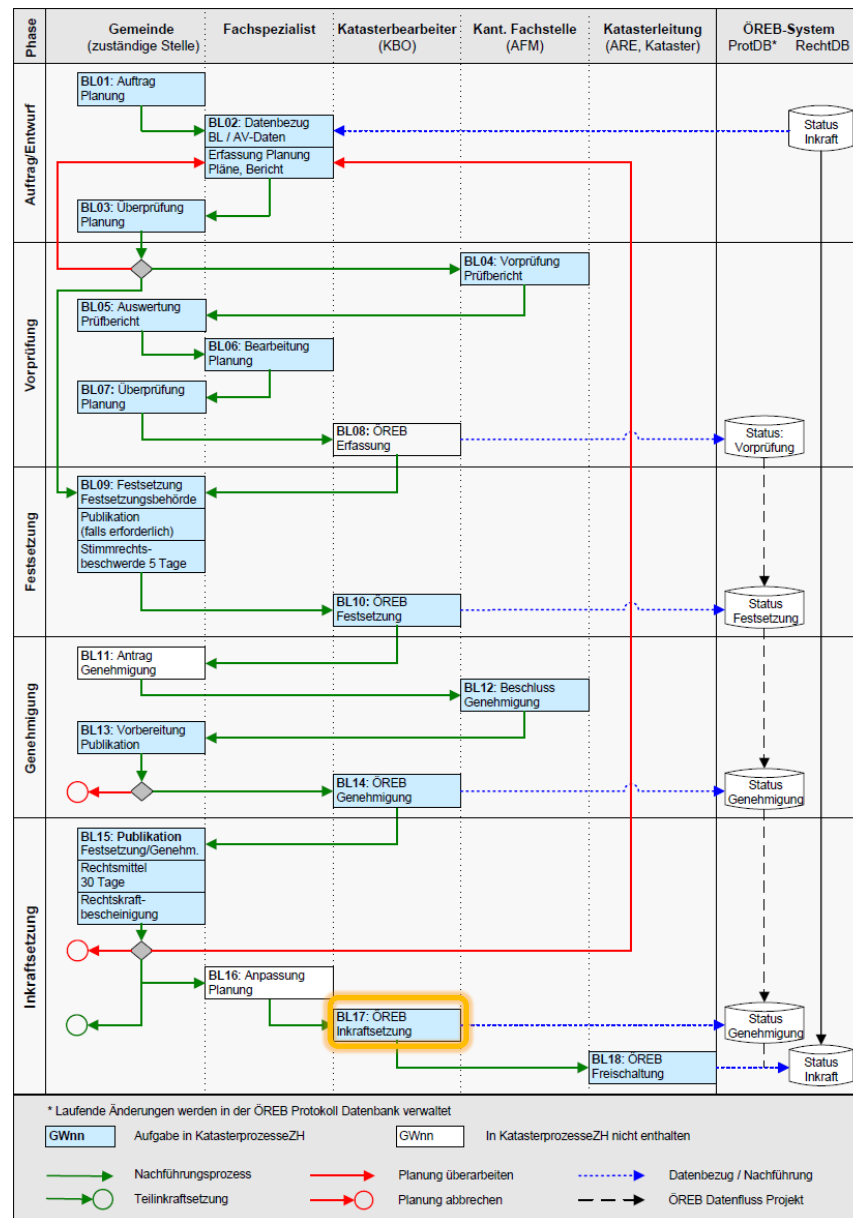 Phase
Gemeinde
(zuständige Stelle)
Fachspezialist
Katasterbearbeiter
(KBO)
Kant. Fachstelle
(AFM)
Katasterleitung
(ARE, Kataster)
ÖREB-System
ProtDB* RechtDB
Auftrag/Entwurf
BL01: Auftrag
Planung
BL02: Datenbezug
BL / AV-Daten
Erfassung Planung
Pläne, Bericht
Status
Inkraft
BL03: Überprüfung
Planung
Vorprüfung
BL04: Vorprüfung
Prüfbericht
BL05: Auswertung
Prüfbericht
BL06: Bearbeitung
Planung
BL07: Überprüfung
Planung
BL08: ÖREB
Erfassung
Status:
Vorprüfung
Festsetzung
BL09: Festsetzung
Festsetzungsbehörde
Publikation
(falls erforderlich)
Stimmrechts-
beschwerde 5 Tage
BL10: ÖREB
Festsetzung
Status
Festsetzung
Genehmigung
BL11: Antrag
Genehmigung
BL12: Beschluss
Genehmigung
BL13: Vorbereitung
Publikation
BL14: ÖREB
Genehmigung
Status
Genehmigung
Inkraftsetzung
BL15: Publikation
Festsetzung/Genehm.
Rechtsmittel
30 Tage
Rechtskraft-
bescheinigung
BL16: Anpassung
Planung
BL17: ÖREB
Inkraftsetzung
Status
Genehmigung
BL18: ÖREB
Freischaltung
Status
Inkraft
* Laufende Änderungen werden in der ÖREB Protokoll Datenbank verwaltet
GWnn Aufgabe in KatasterprozesseZH
GWnn In KatasterprozesseZH nicht enthalten
Nachführungsprozess
Planung überarbeiten
Datenbezug / Nachführung
Teilinkraftsetzung
Planung abbrechen
ÖREB Datenfluss Projekt